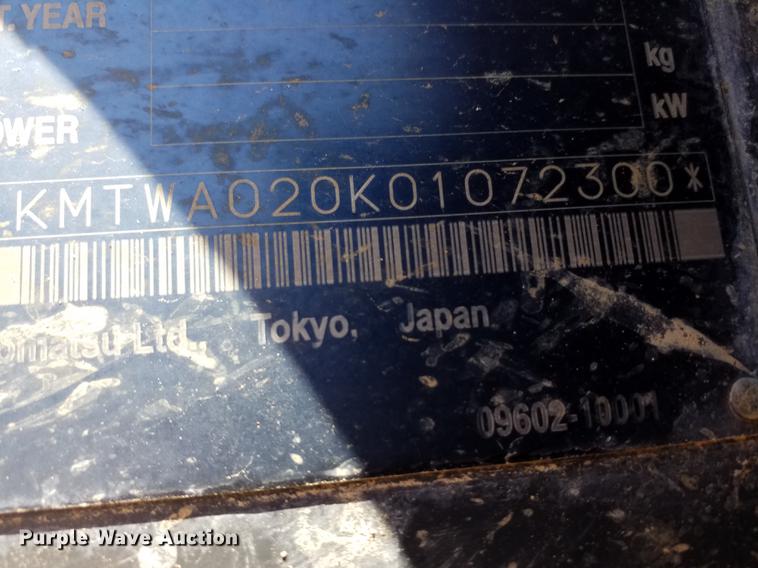 T. YEAR
kg
OWER kW
KMTWA020K01072300*
omatsu Ltd., Tokyo, Japan
09602-10001
Purple Wave Auction